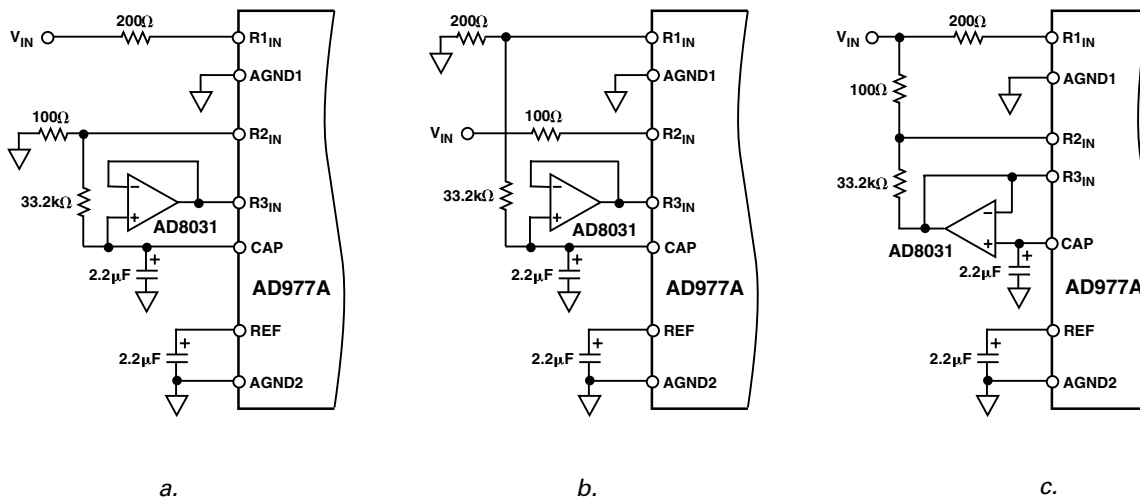 200Ω
V_IN
R1_IN
AGND1
100Ω
R2_IN
33.2kΩ
−
+
R3_IN
AD8031
CAP
+
2.2µF
AD977A
REF
+
2.2µF
AGND2
a.
200Ω
R1_IN
AGND1
100Ω
V_IN
R2_IN
33.2kΩ
−
+
R3_IN
AD8031
CAP
+
2.2µF
AD977A
REF
+
2.2µF
AGND2
b.
200Ω
V_IN
R1_IN
100Ω
AGND1
R2_IN
33.2kΩ
R3_IN
−
+
AD8031
CAP
+
2.2µF
AD977A
REF
+
2.2µF
AGND2
c.